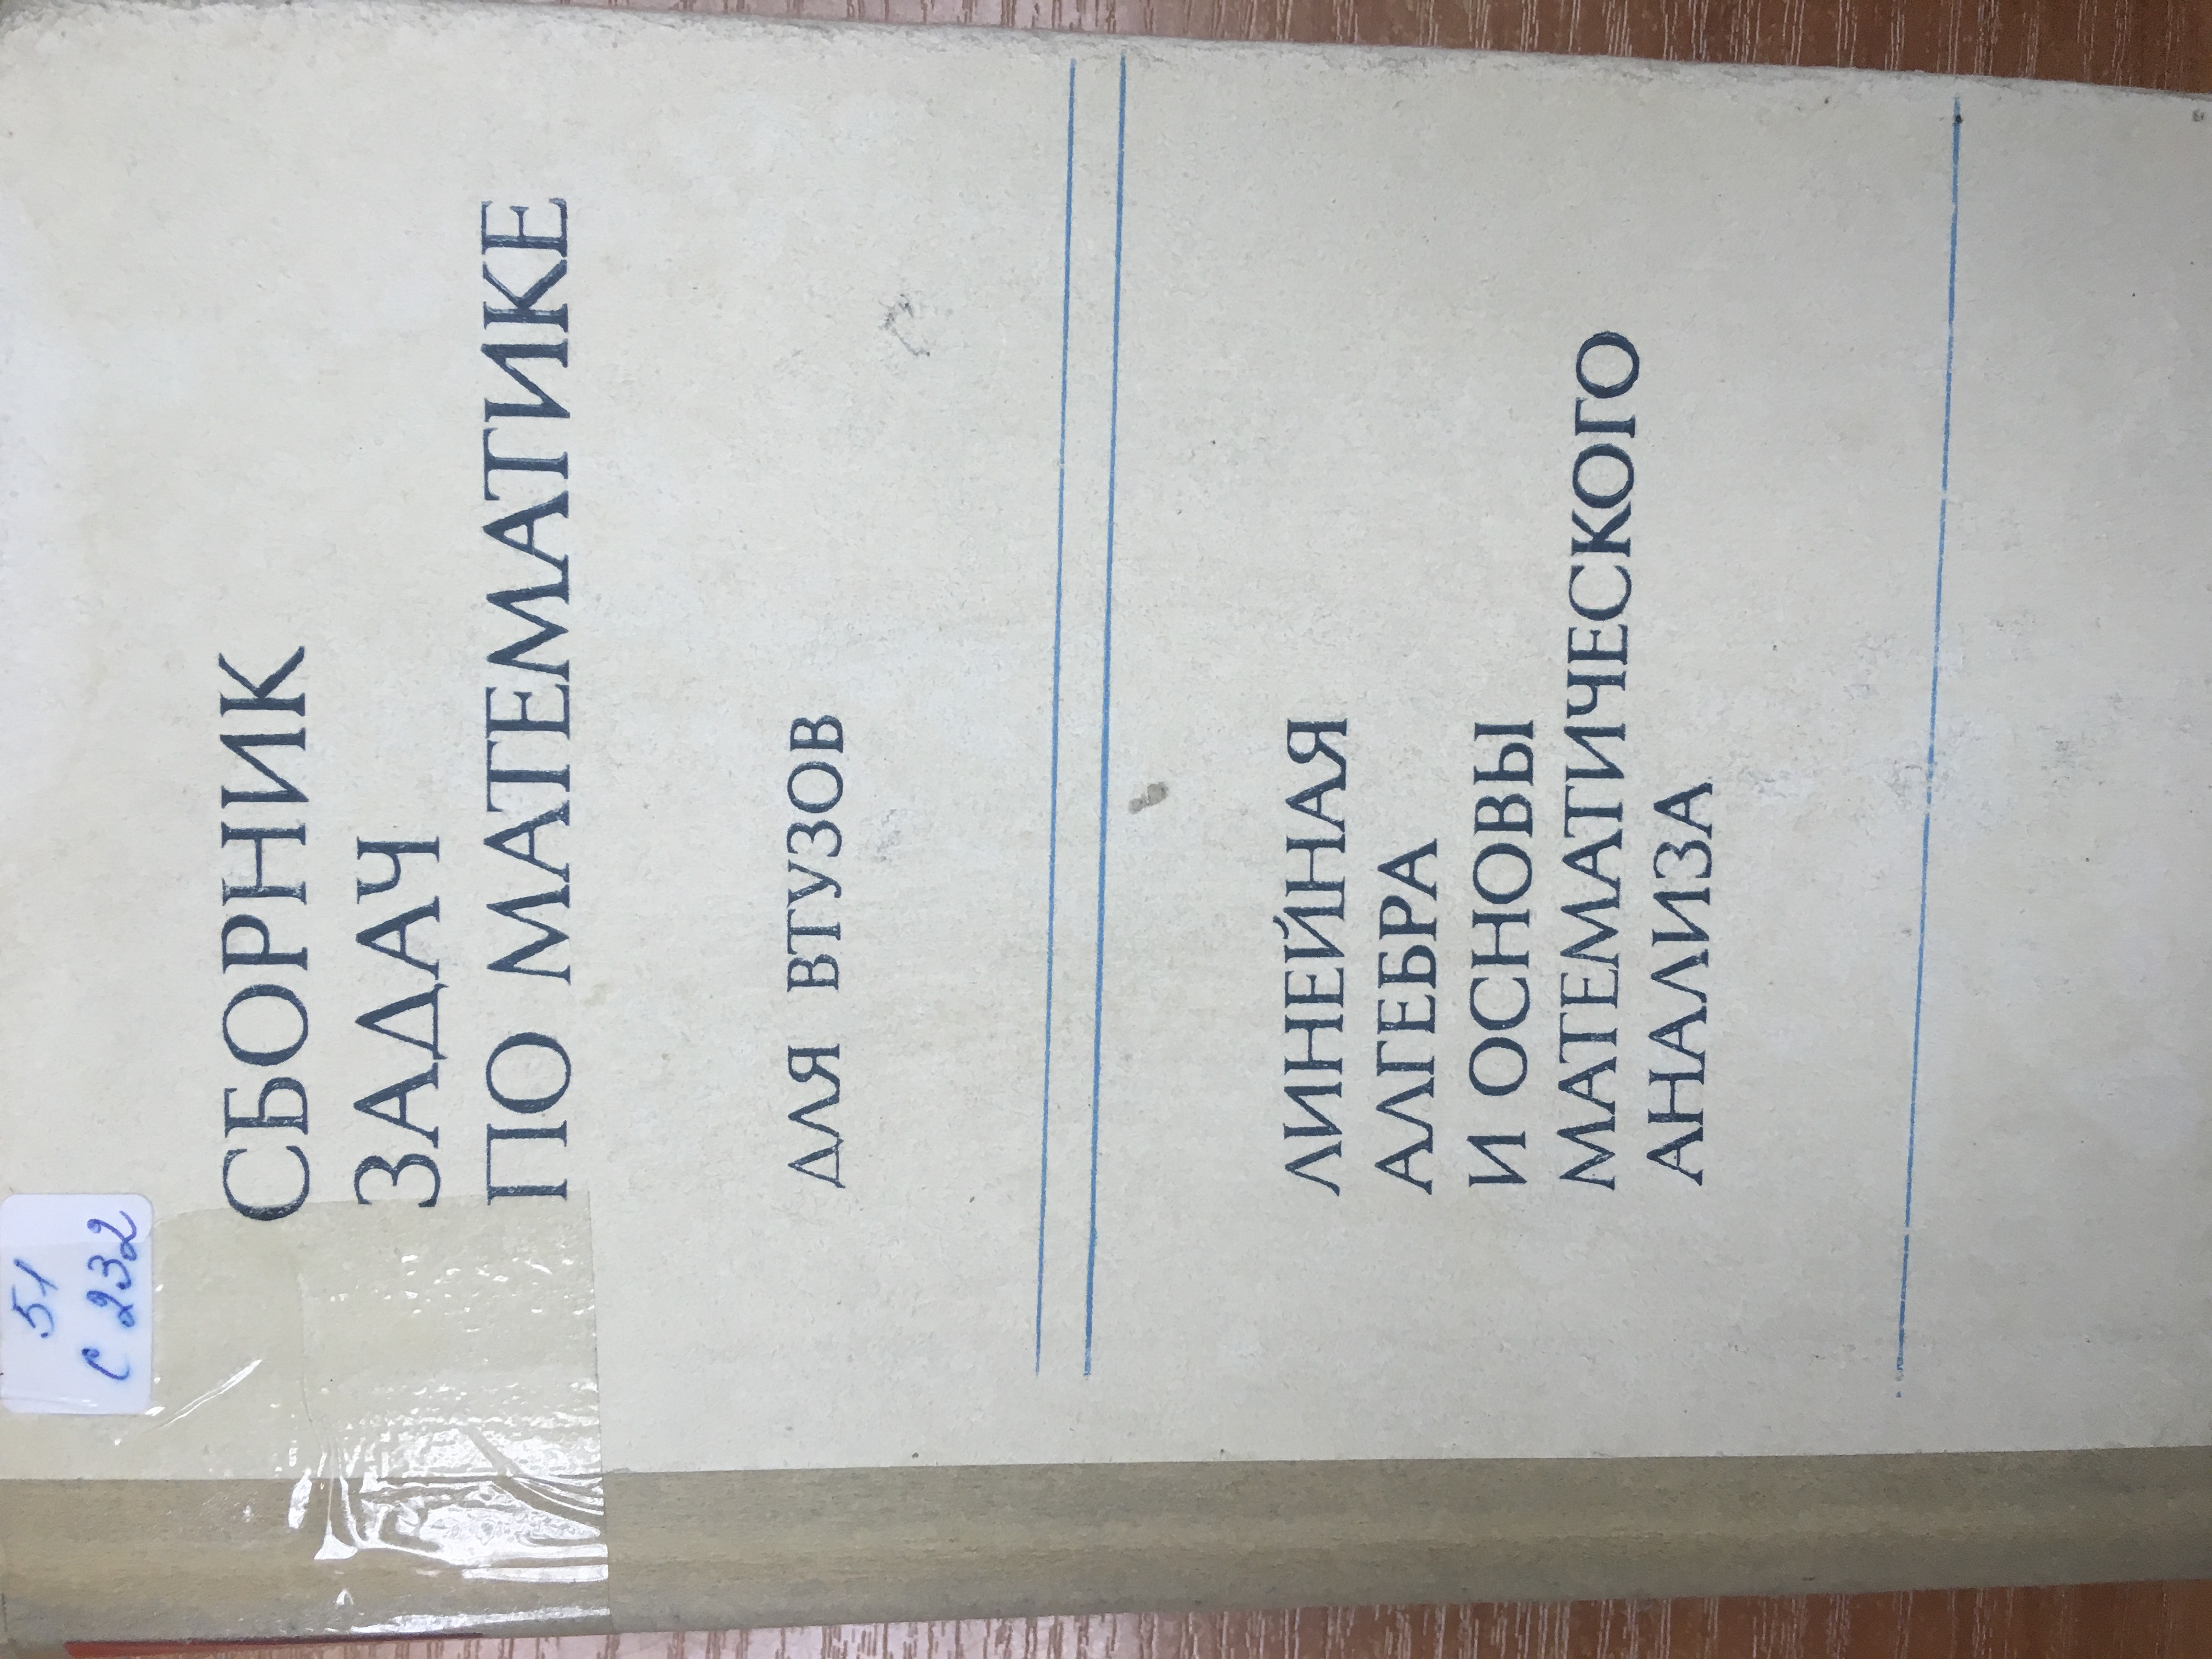 51
С 232
СБОРНИК
ЗАДАЧ
ПО МАТЕМАТИКЕ
ДЛЯ ВТУЗОВ
ЛИНЕЙНАЯ
АЛГЕБРА
И ОСНОВЫ
МАТЕМАТИЧЕСКОГО
АНАЛИЗА